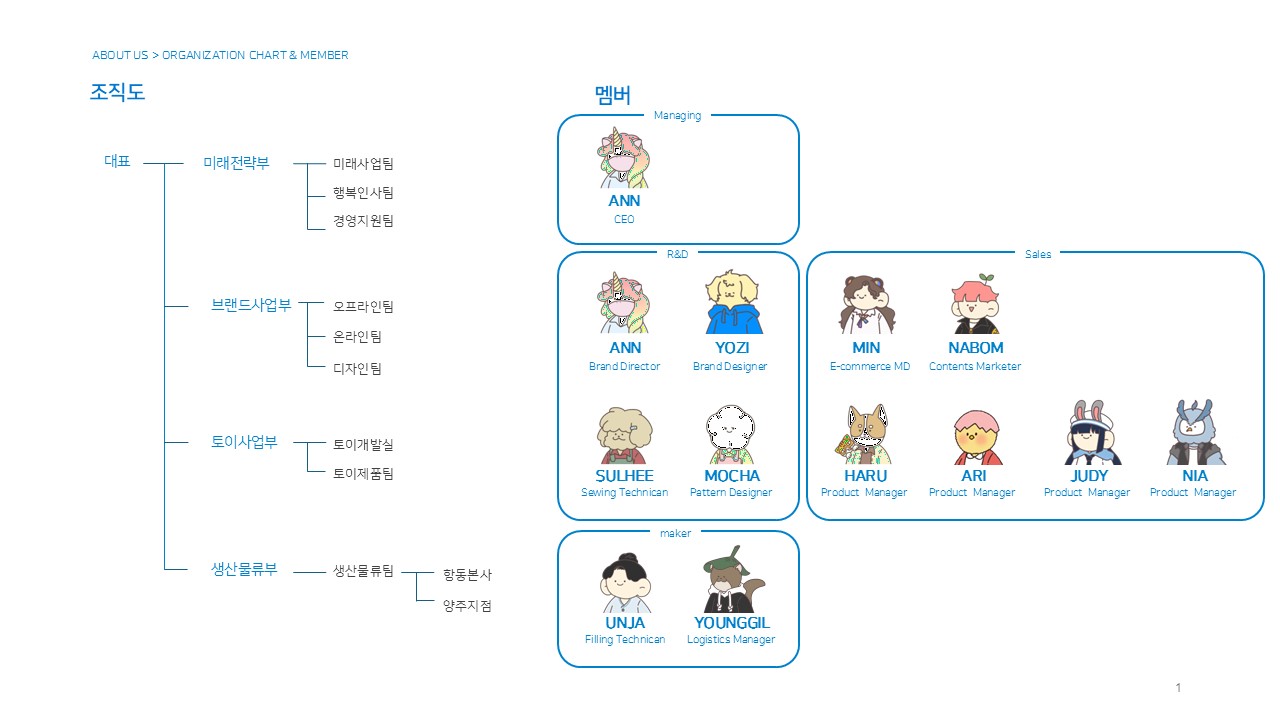 ABOUT US > ORGANIZATION CHART & MEMBER
조직도
대표
미래전략부
미래사업팀
행복인사팀
경영지원팀
브랜드사업부
오프라인팀
온라인팀
디자인팀
토이사업부
토이개발실
토이제품팀
생산물류부
생산물류팀
항동본사
양주지점
멤버
Managing
ANN
CEO
R&D
ANN
Brand Director
YOZI
Brand Designer
SULHEE
Sewing Technican
MOCHA
Pattern Designer
Sales
MIN
E-commerce MD
NABOM
Contents Marketer
HARU
Product Manager
ARI
Product Manager
JUDY
Product Manager
NIA
Product Manager
maker
UNJA
Filling Technican
YOUNGGIL
Logistics Manager
1